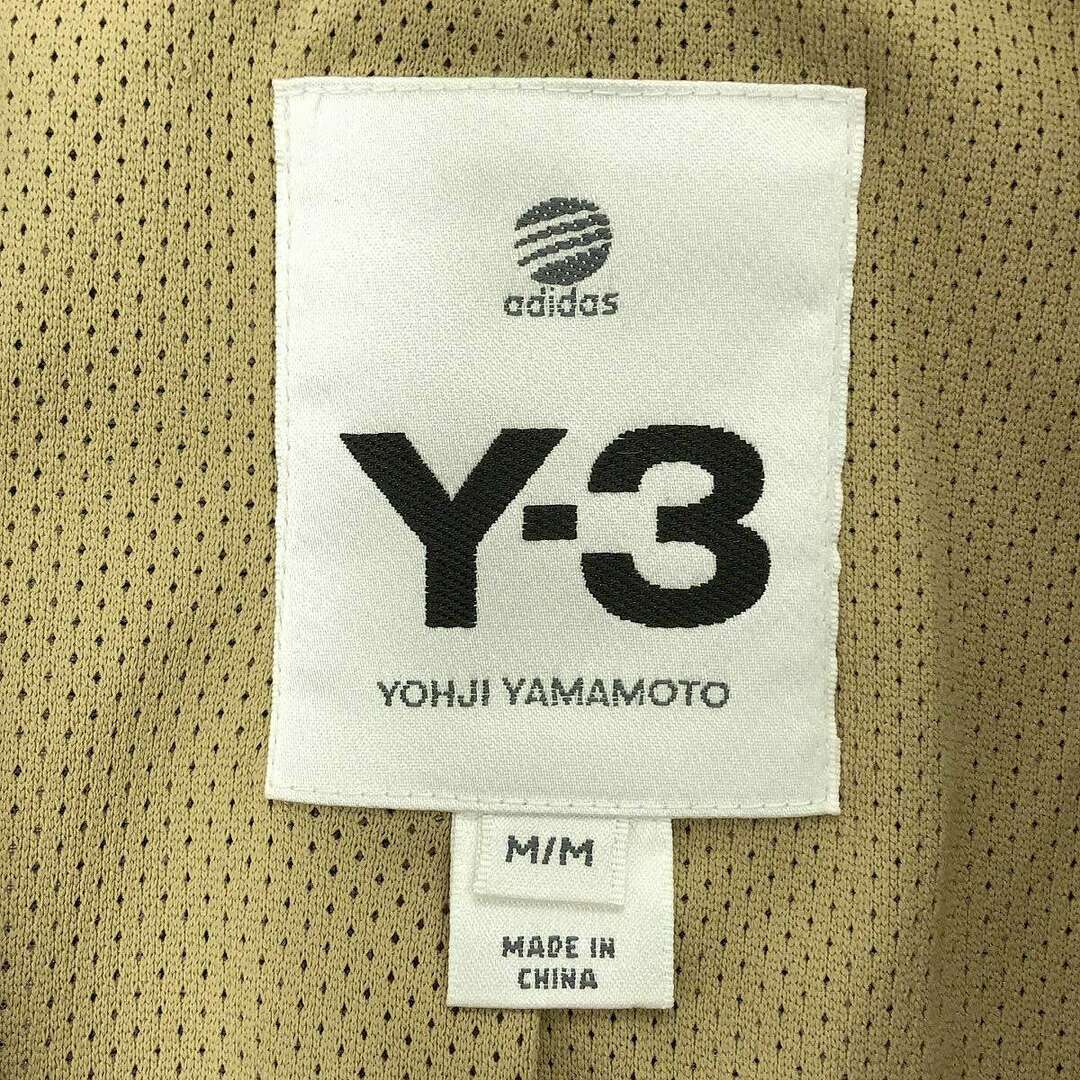 adidas
Y-3
YOHJI YAMAMOTO
M/M
MADE IN
CHINA